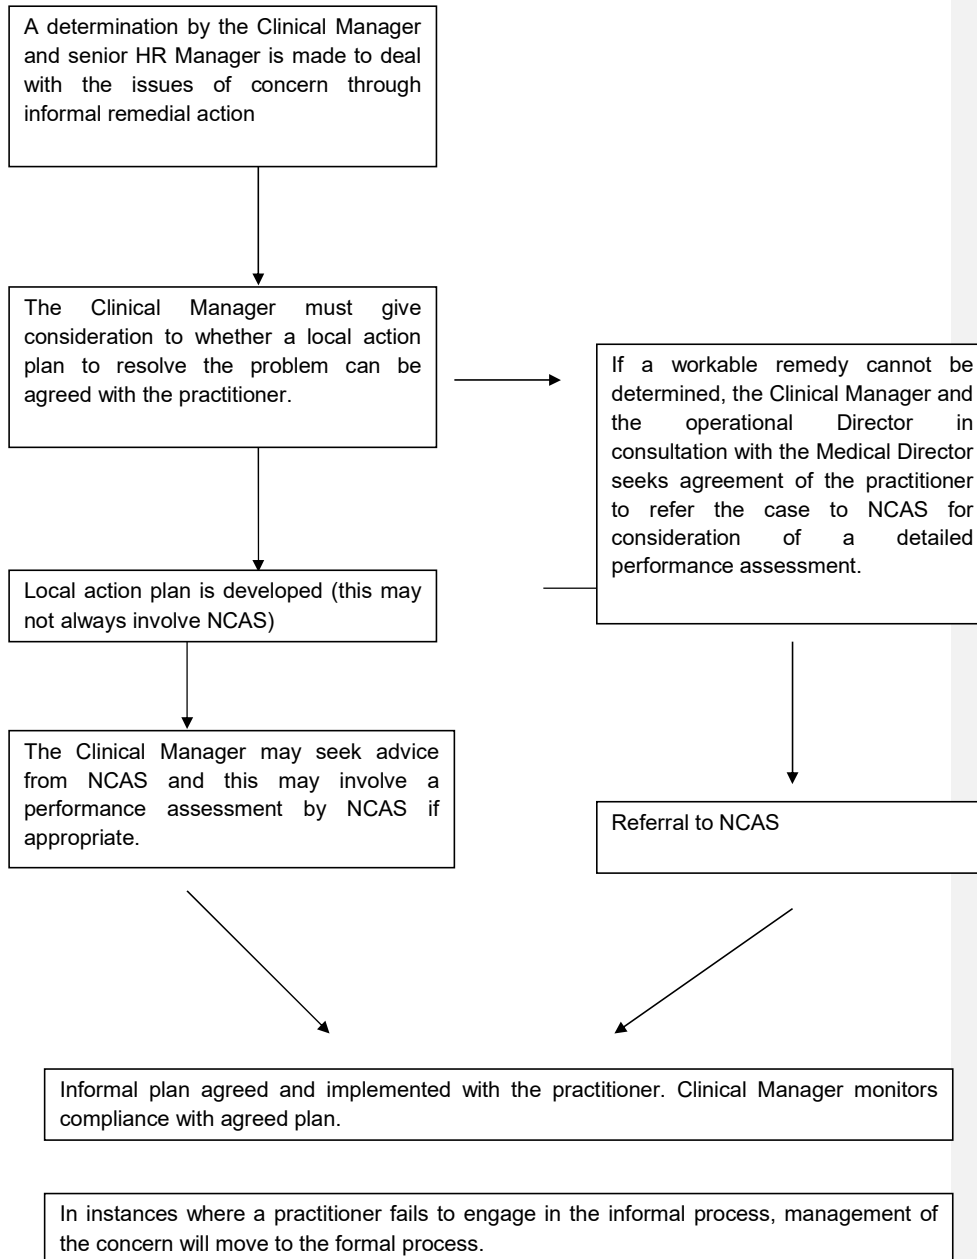 A determination by the Clinical Manager
and senior HR Manager is made to deal
with the issues of concern through
informal remedial action
The Clinical Manager must give
consideration to whether a local action
plan to resolve the problem can be
agreed with the practitioner.
If a workable remedy cannot be
determined, the Clinical Manager and
the operational Director in
consultation with the Medical Director
seeks agreement of the practitioner
to refer the case to NCAS for
consideration of a detailed
performance assessment.
Local action plan is developed (this may
not always involve NCAS)
The Clinical Manager may seek advice
from NCAS and this may involve a
performance assessment by NCAS if
appropriate.
Referral to NCAS
Informal plan agreed and implemented with the practitioner. Clinical Manager monitors
compliance with agreed plan.
In instances where a practitioner fails to engage in the informal process, management of
the concern will move to the formal process.